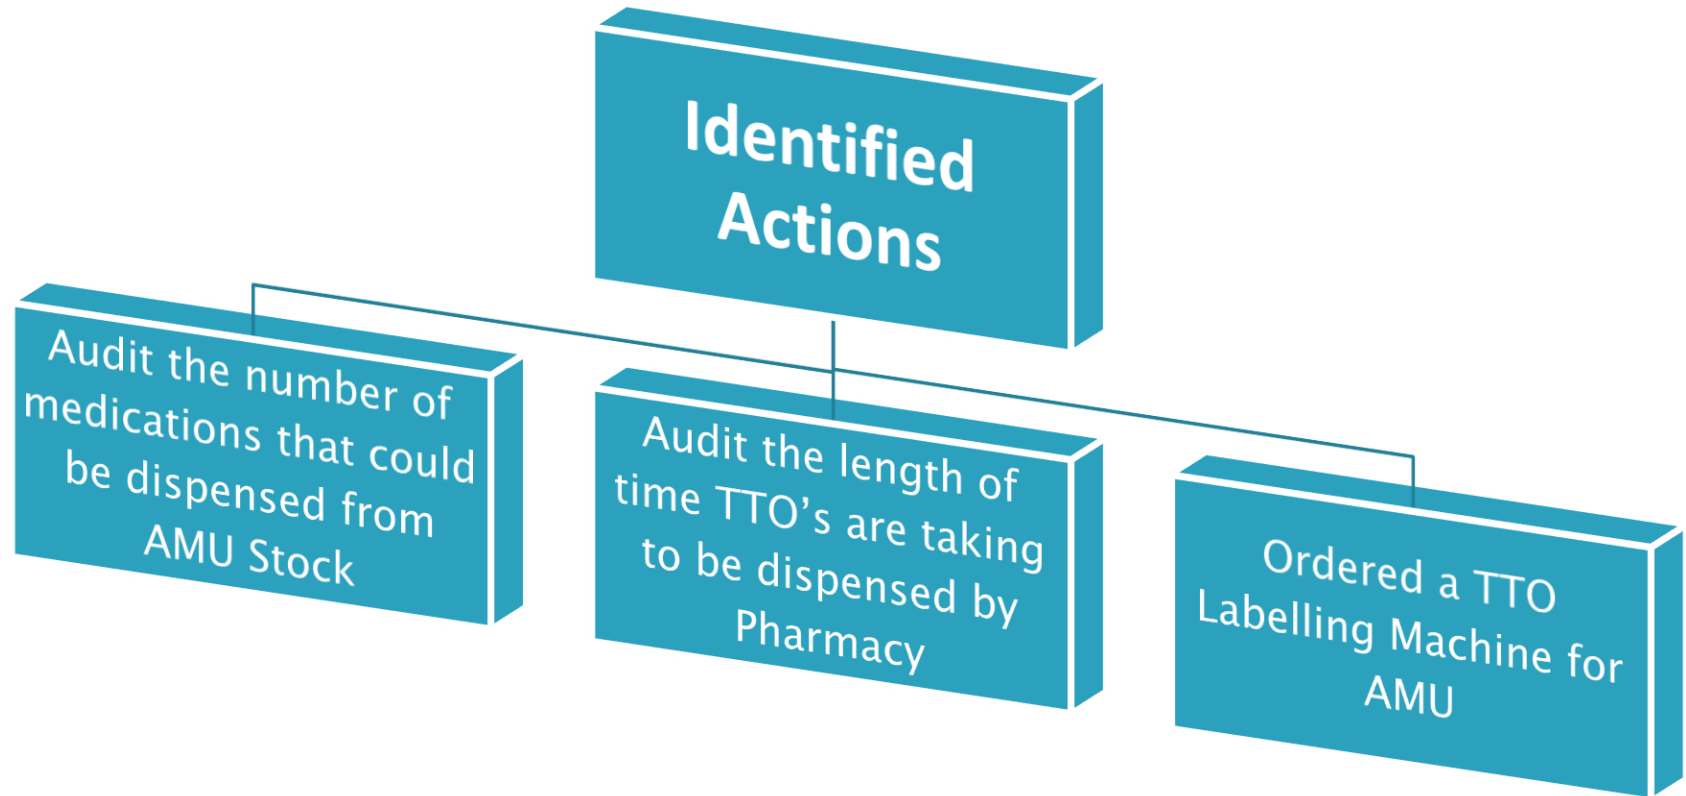 Identified
Actions
Audit the number of
medications that could
be dispensed from
AMU Stock
Audit the length of
time TTO’s are taking
to be dispensed by
Pharmacy
Ordered a TTO
Labelling Machine for
AMU